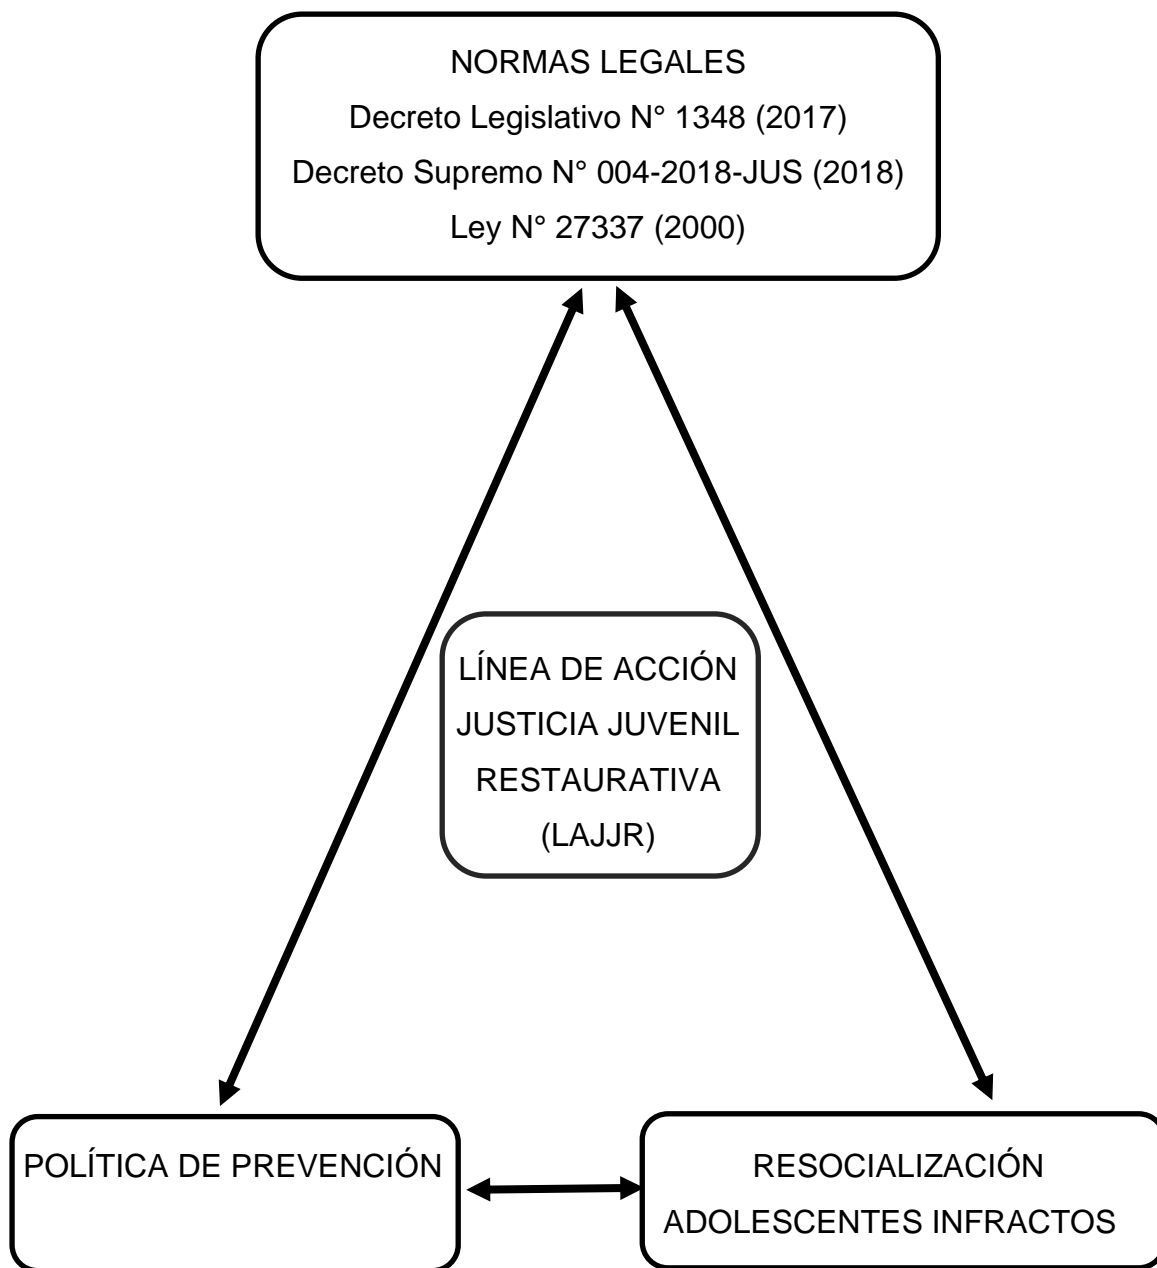 NORMAS LEGALES
Decreto Legislativo N° 1348 (2017)
Decreto Supremo N° 004-2018-JUS (2018)
Ley N° 27337 (2000)
LÍNEA DE ACCIÓN
JUSTICIA JUVENIL
RESTAURATIVA
(LAJJR)
POLÍTICA DE PREVENCIÓN
RESOCIALIZACIÓN
ADOLESCENTES INFRACTOS